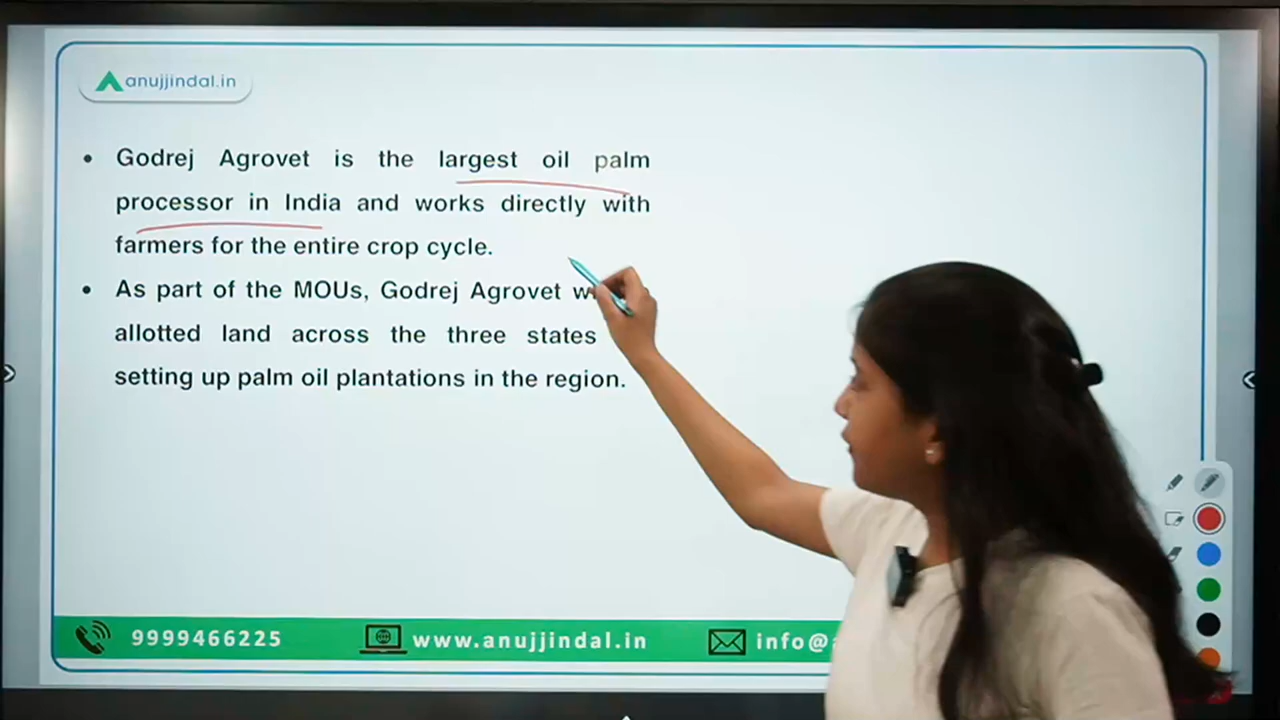 anujjindal.in
Godrej Agrovet is the largest oil palm
processor in India and works directly with
farmers for the entire crop cycle.
As part of the MOUs, Godrej Agrovet
allotted land across the three states
setting up palm oil plantations in the region.
9999466225 www.anujjindal.in info@